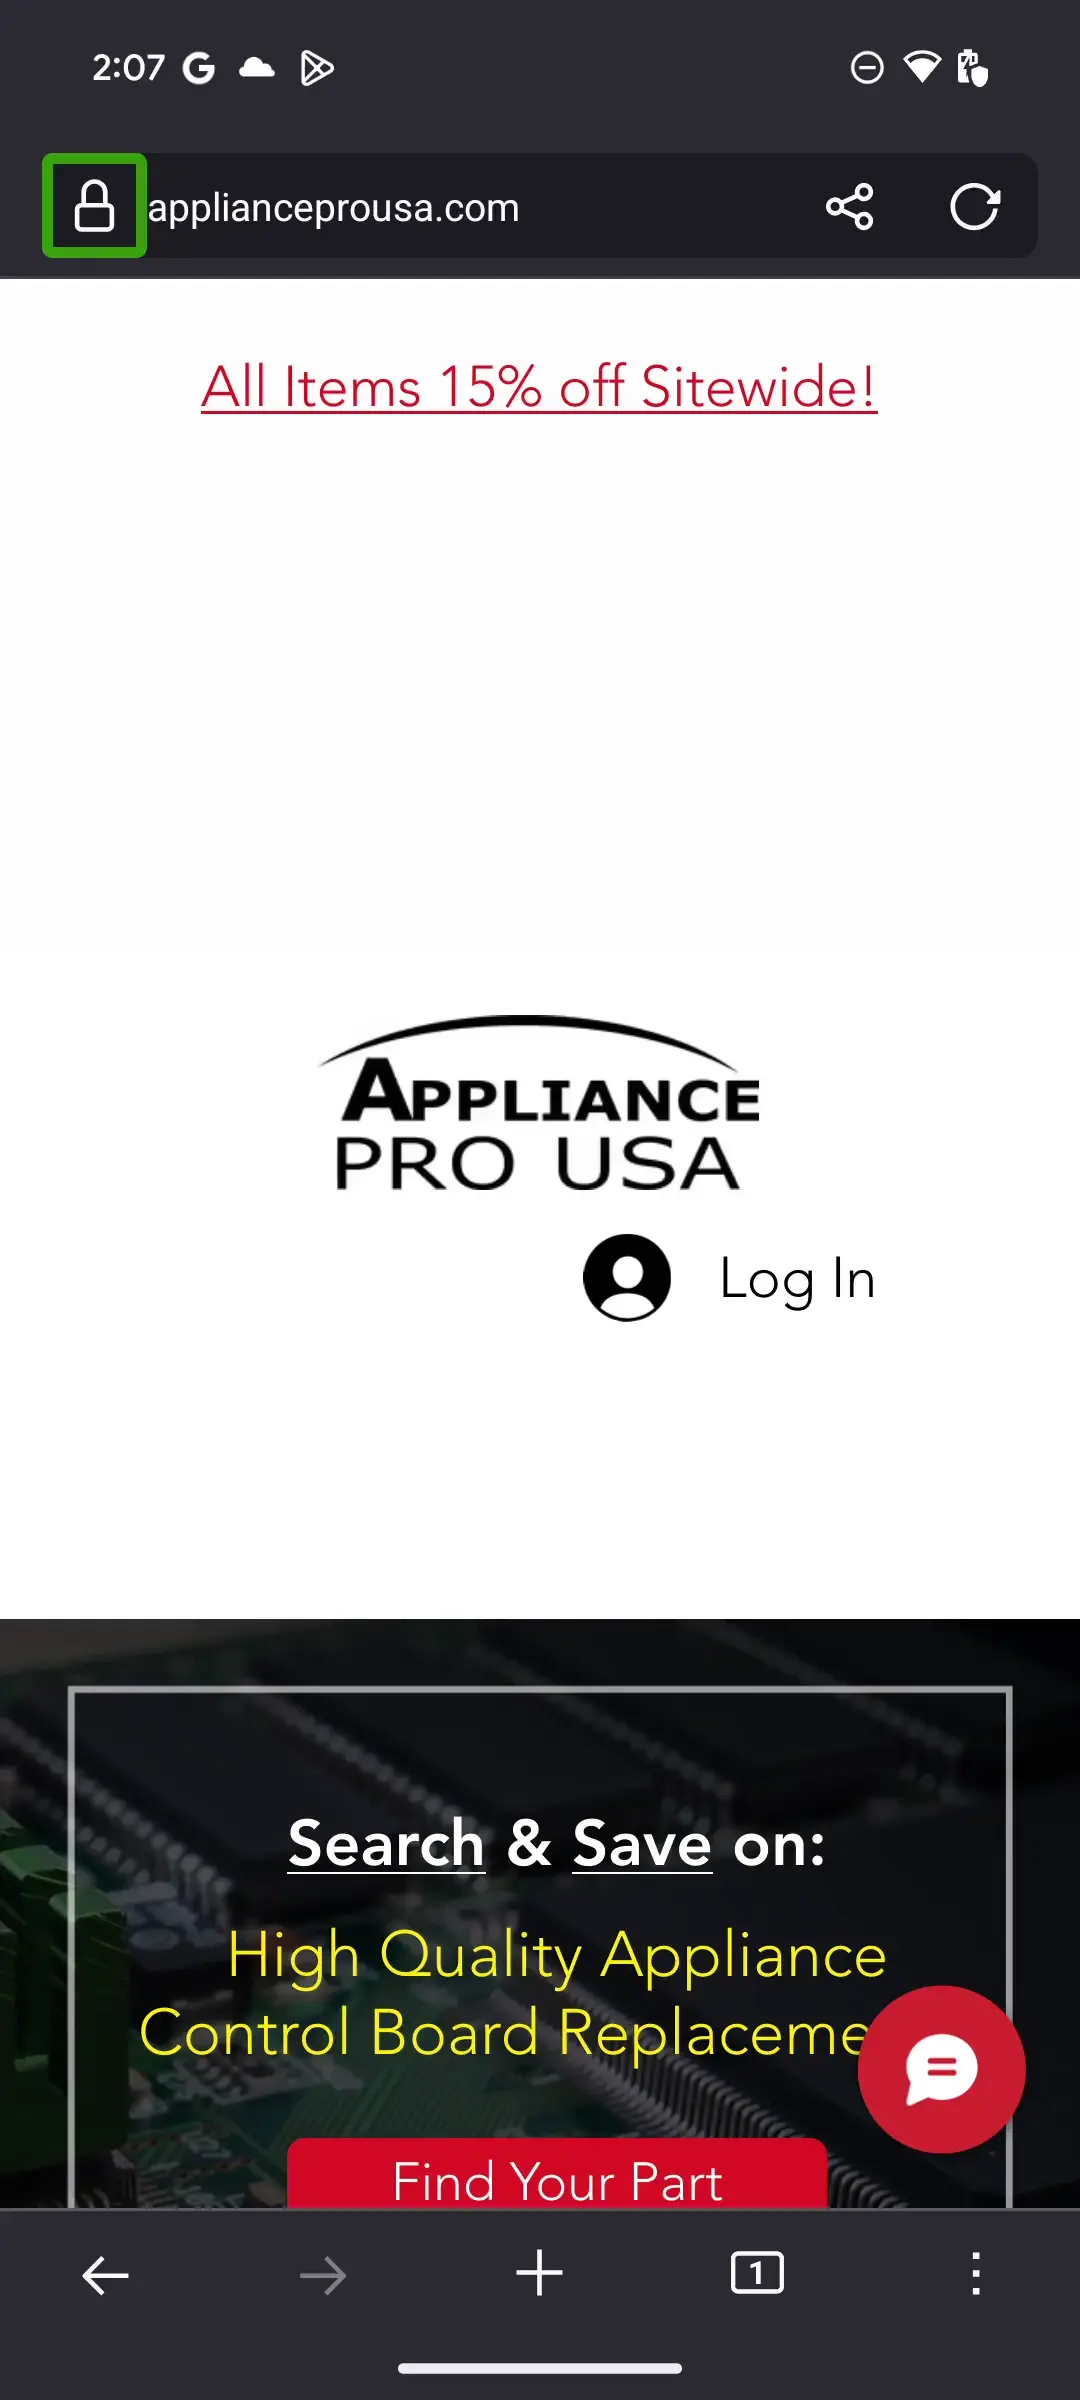 2:07
applianceprousa.com
All Items 15% off Sitewide!
APPLIANCE
PRO USA
Log In
Search & Save on:
High Quality Appliance
Control Board Replaceme
Find Your Part
1